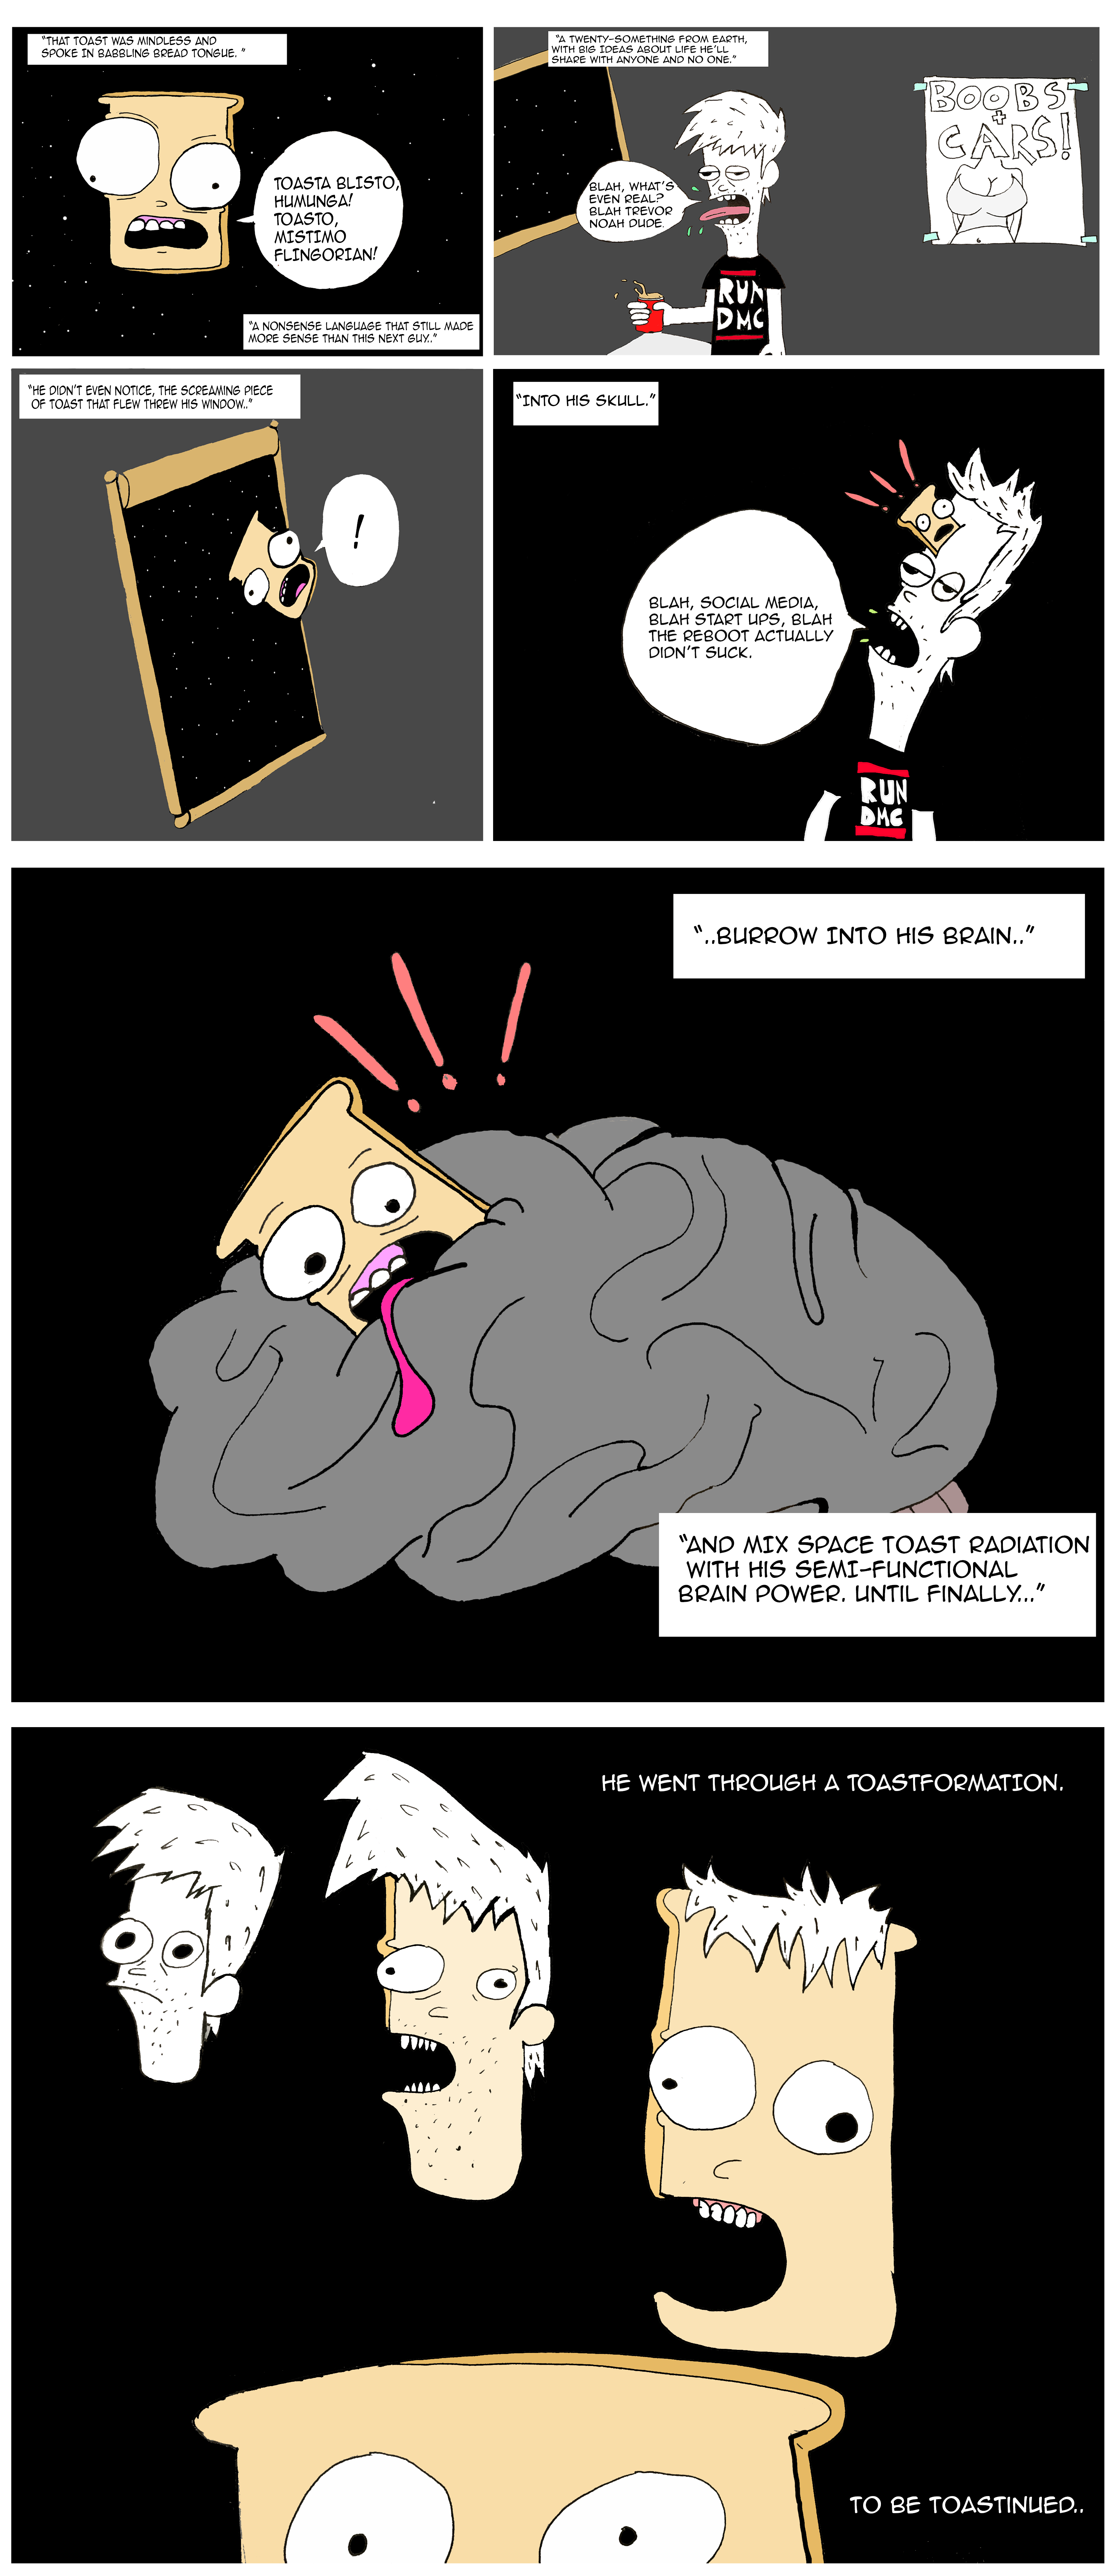 "THAT TOAST WAS MINDLESS AND
SPOKE IN BABBLING BREAD TONGUE. "
TOASTA BLISTO,
HUMUNGA!
TOASTO,
MISTIMO
FLINGORIAN!
"A NONSENSE LANGUAGE THAT STILL MADE
MORE SENSE THAN THIS NEXT GUY.."
"A TWENTY-SOMETHING FROM EARTH,
WITH BIG IDEAS ABOUT LIFE HE'LL
SHARE WITH ANYONE AND NO ONE."
BLAH, WHAT'S
EVEN REAL?
BLAH TREVOR
NOAH DUDE.
RUN
DMC
BOOBS
+
CARS!
"HE DIDN'T EVEN NOTICE, THE SCREAMING PIECE
OF TOAST THAT FLEW THREW HIS WINDOW.."
!
"INTO HIS SKULL."
BLAH, SOCIAL MEDIA,
BLAH START UPS, BLAH
THE REBOOT ACTUALLY
DIDN'T SUCK.
RUN
DMC
"..BURROW INTO HIS BRAIN.."
"AND MIX SPACE TOAST RADIATION
WITH HIS SEMI-FUNCTIONAL
BRAIN POWER. UNTIL FINALLY..."
HE WENT THROUGH A TOASTFORMATION.
TO BE TOASTINUED..